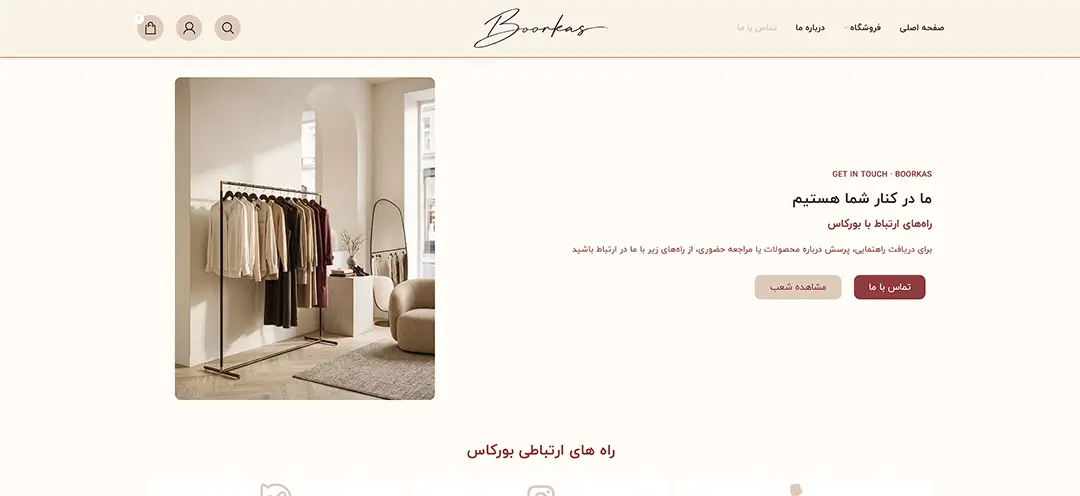 صفحه اصلی
فروشگاه
درباره ما
تماس با ما
Boorkas
GET IN TOUCH · BOORKAS
ما در کنار شما هستیم
راه‌های ارتباط با بورکاس
برای دریافت راهنمایی، پرسش درباره محصولات یا مراجعه حضوری، از راه‌های زیر با ما در ارتباط باشید
تماس با ما
مشاهده شعب
راه های ارتباطی بورکاس